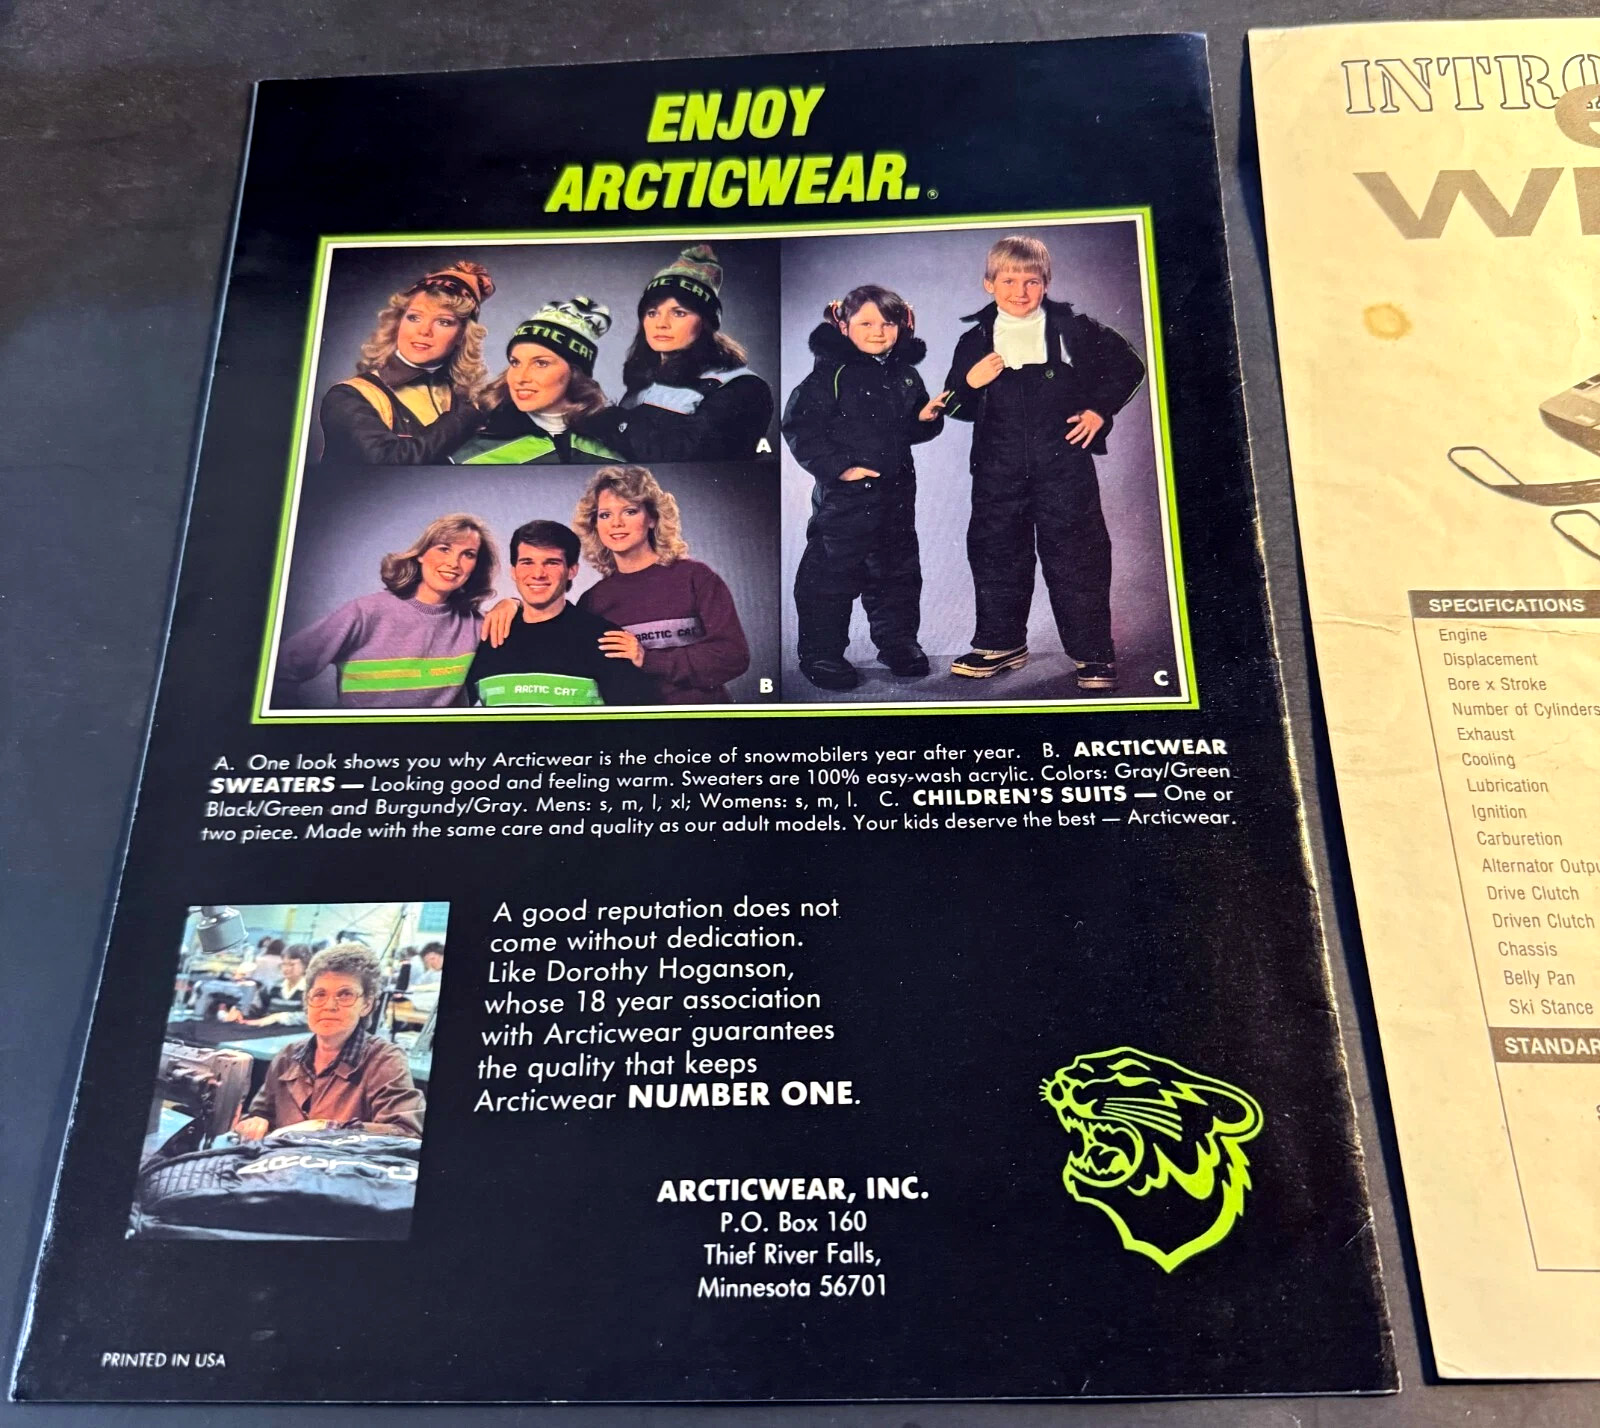 ENJOY
ARCTICWEAR.®
ARCTIC CAT
A
ARCTIC CAT
ARCTIC CAT
B
C
A. One look shows you why Arcticwear is the choice of snowmobilers year after year. B. ARCTICWEAR
SWEATERS — Looking good and feeling warm. Sweaters are 100% easy-wash acrylic. Colors: Gray/Green
Black/Green and Burgundy/Gray. Mens: s, m, l, xl; Womens: s, m, l. C. CHILDREN'S SUITS — One or
two piece. Made with the same care and quality as our adult models. Your kids deserve the best — Arcticwear.
A good reputation does not
come without dedication.
Like Dorothy Hoganson,
whose 18 year association
with Arcticwear guarantees
the quality that keeps
Arcticwear NUMBER ONE.
ARCTICWEAR, INC.
P.O. Box 160
Thief River Falls,
Minnesota 56701
PRINTED IN USA
SPECIFICATIONS
Engine
Displacement
Bore x Stroke
Number of Cylinders
Exhaust
Cooling
Lubrication
Ignition
Carburetion
Alternator
Drive Clutch
Driven Clutch
Chassis
Belly Pan
Ski Stance